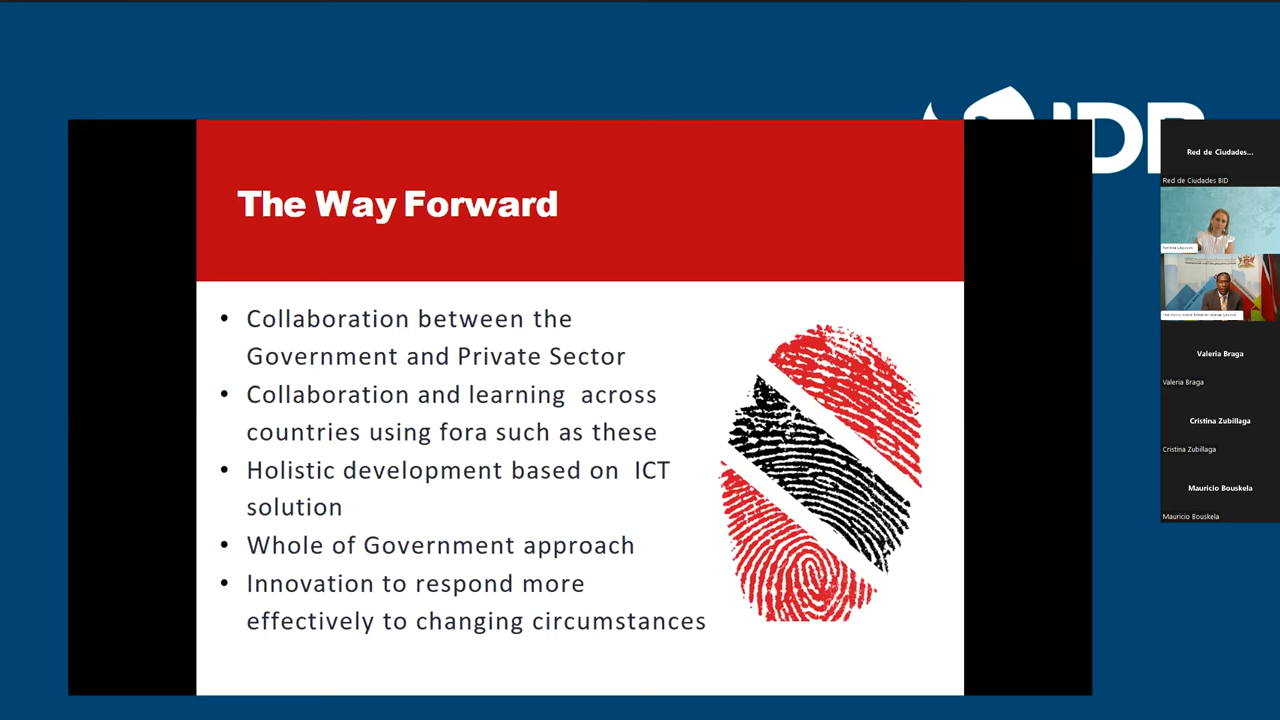 IDB
The Way Forward
• Collaboration between the
Government and Private Sector
• Collaboration and learning across
countries using fora such as these
• Holistic development based on ICT
solution
• Whole of Government approach
• Innovation to respond more
effectively to changing circumstances
Red de Ciudades...
Red de Ciudades BID
Valeria Braga
Valeria Braga
Cristina Zubillaga
Cristina Zubillaga
Mauricio Bouskela
Mauricio Bouskela